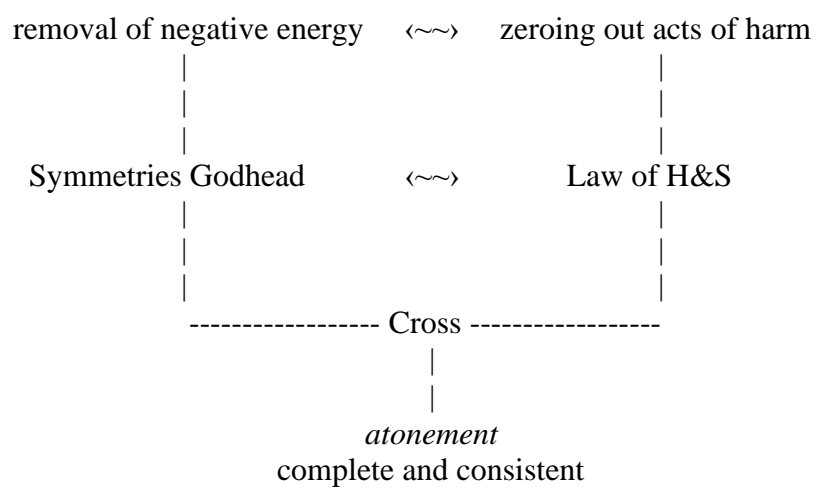 removal of negative energy ‹~~› zeroing out acts of harm
Symmetries Godhead ‹~~› Law of H&S
------------------ Cross ------------------
atonement
complete and consistent